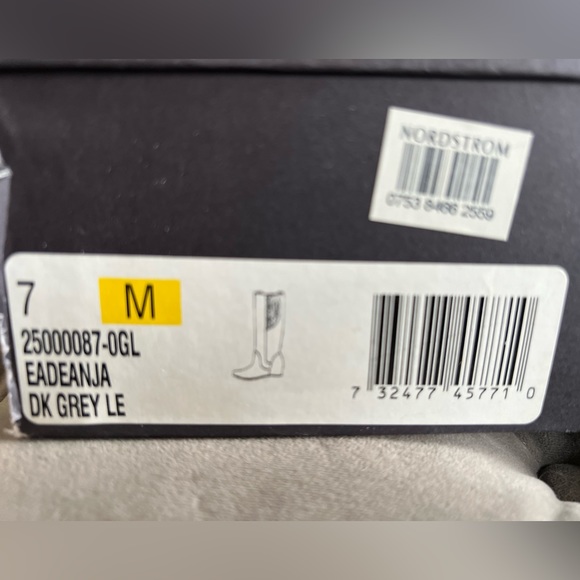 NORDSTROM
0753 8466 2559
7 M
25000087-0GL
EADEANJA
DK GREY LE
7 32477 45771 0